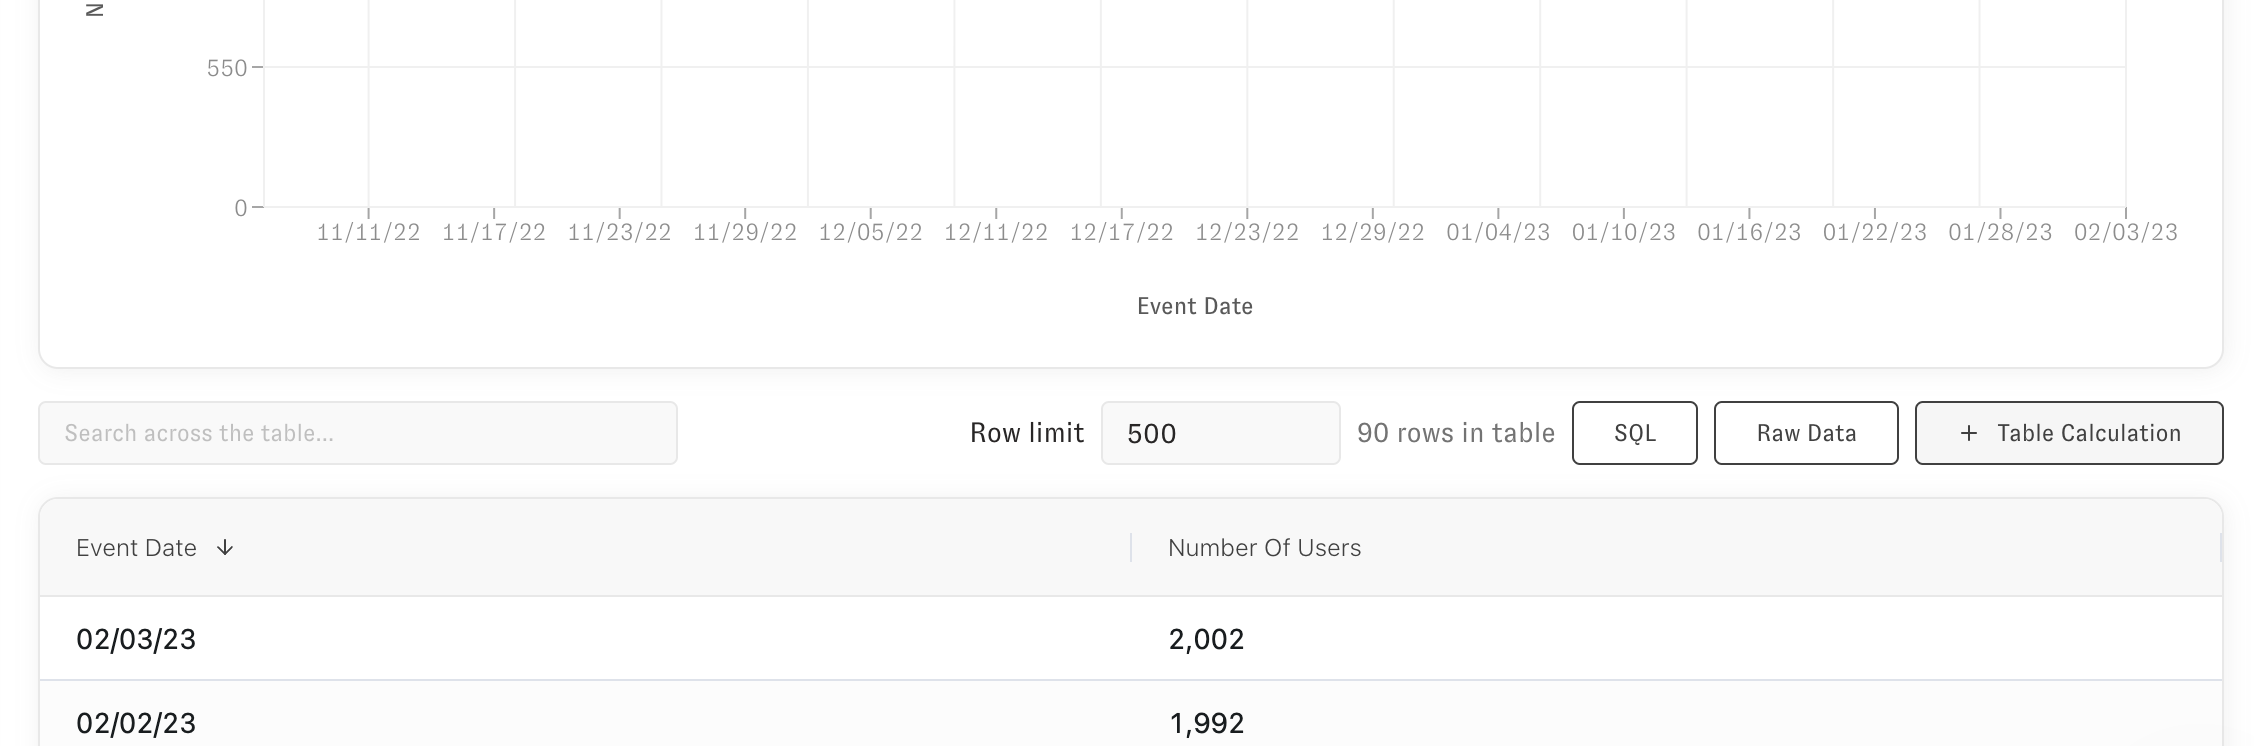 N
550
0
11/11/22 11/17/22 11/23/22 11/29/22 12/05/22 12/11/22 12/17/22 12/23/22 12/29/22 01/04/23 01/10/23 01/16/23 01/22/23 01/28/23 02/03/23
Event Date
Search across the table... Row limit 500 90 rows in table SQL Raw Data + Table Calculation
Event Date ↓ Number Of Users
02/03/23 2,002
02/02/23 1,992